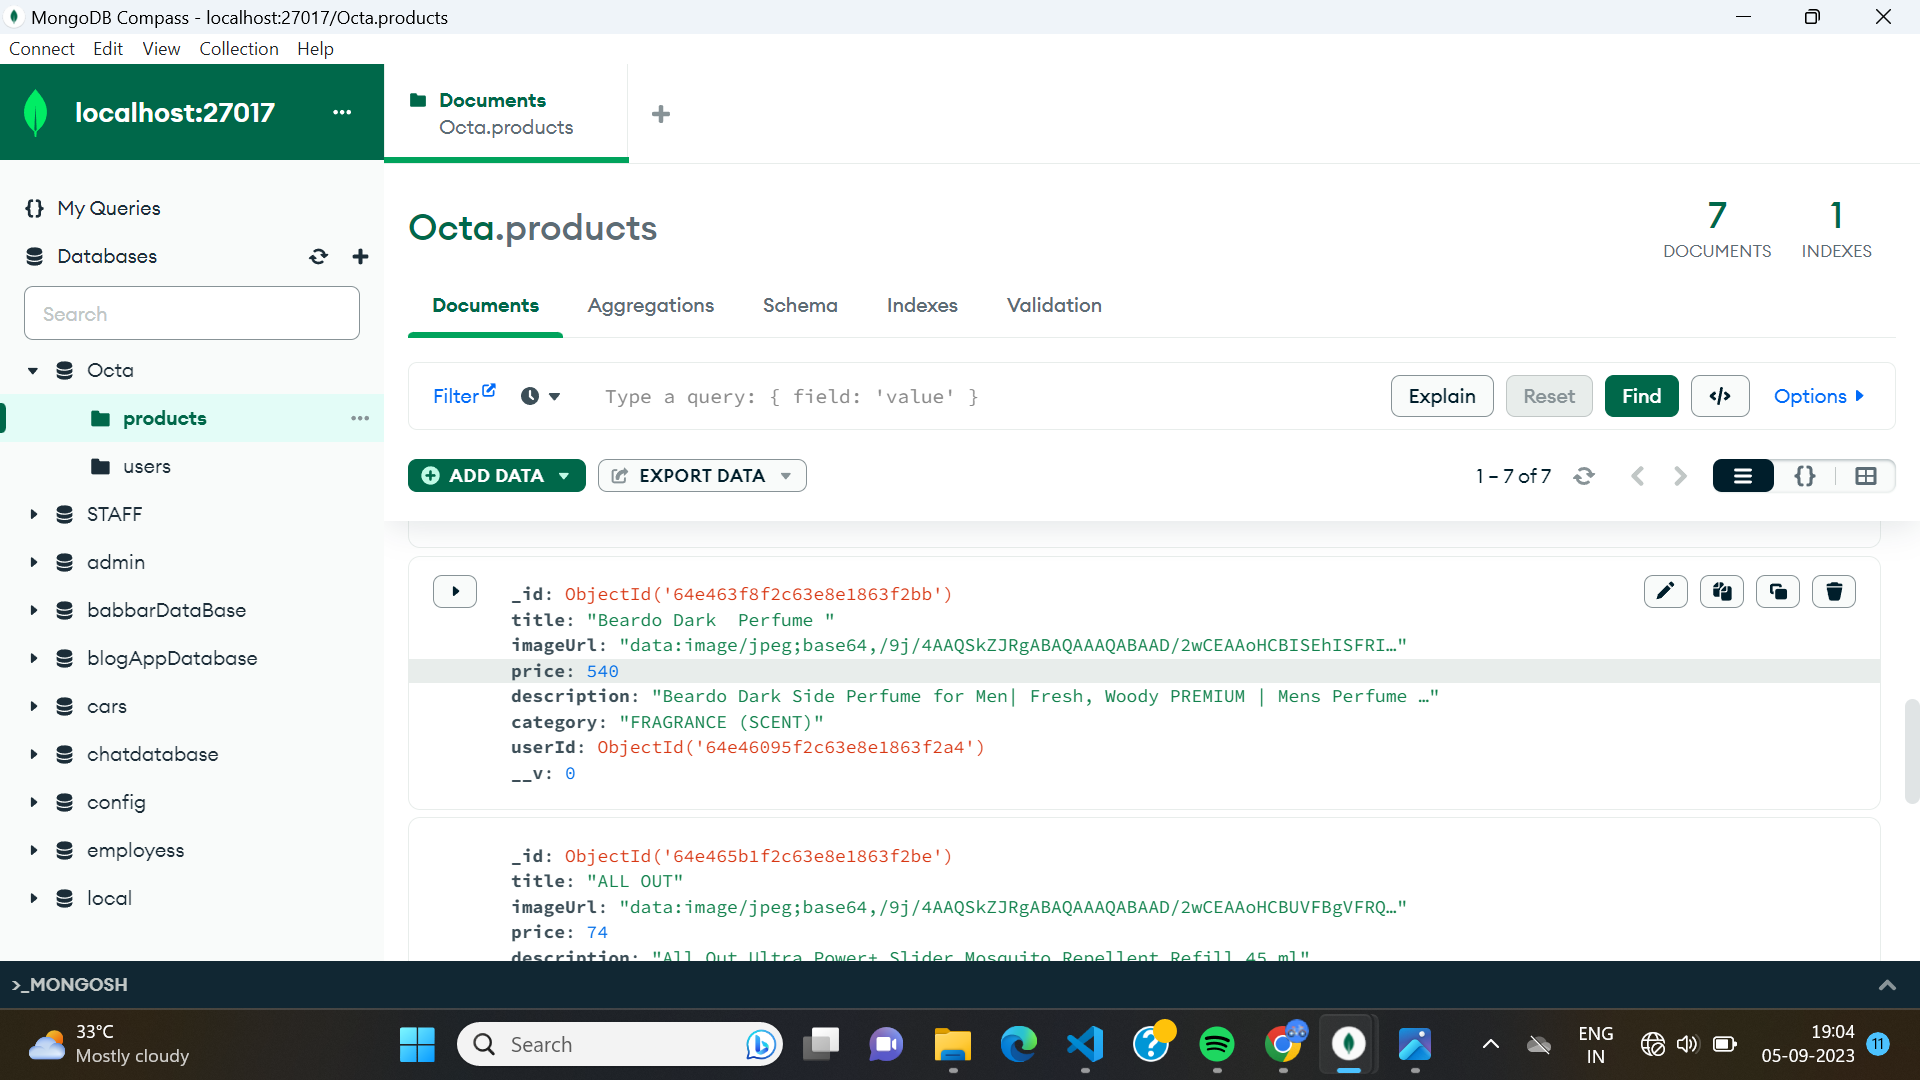 MongoDB Compass - localhost:27017/Octa.products
Connect Edit View Collection Help
localhost:27017
Documents
Octa.products
My Queries
Databases
Search
Octa
products
users
STAFF
admin
babbarDataBase
blogAppDatabase
cars
chatdatabase
config
employess
local
Octa.products
7
DOCUMENTS
1
INDEXES
Documents Aggregations Schema Indexes Validation
Filter Type a query: { field: 'value' } Explain Reset Find </> Options
ADD DATA EXPORT DATA 1 – 7 of 7 {}
_id: ObjectId('64e463f8f2c63e8e1863f2bb')
title: "Beardo Dark  Perfume "
imageUrl: "data:image/jpeg;base64,/9j/4AAQSkZJRgABAQAAAQABAAD/2wCEAAoHCBISEhISFRI…"
price: 540
description: "Beardo Dark Side Perfume for Men| Fresh, Woody PREMIUM | Mens Perfume …"
category: "FRAGRANCE (SCENT)"
userId: ObjectId('64e46095f2c63e8e1863f2a4')
__v: 0
_id: ObjectId('64e465b1f2c63e8e1863f2be')
title: "ALL OUT"
imageUrl: "data:image/jpeg;base64,/9j/4AAQSkZJRgABAQAAAQABAAD/2wCEAAoHCBUVFBgVFRQ…"
price: 74
description: "All Out Ultra Power+ Slider Mosquito Repellent Refill 45 ml"
>_MONGOSH
33°C
Mostly cloudy
Search
ENG
IN
19:04
05-09-2023
11